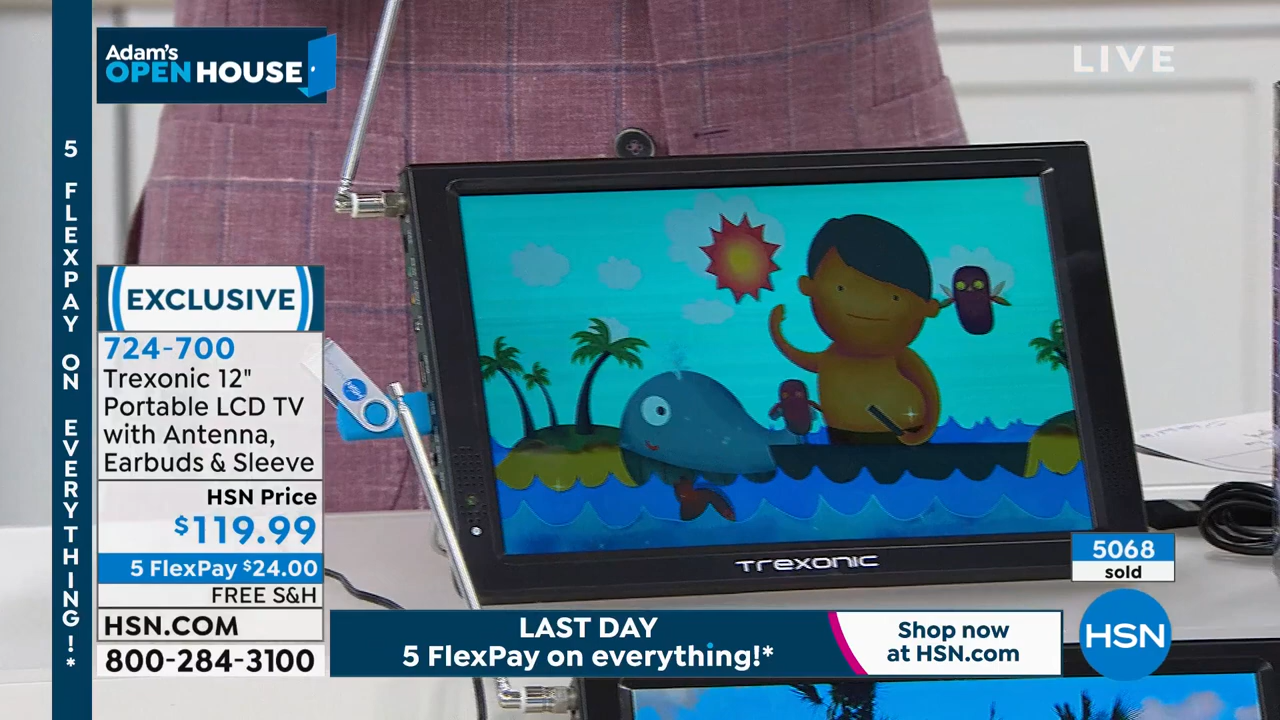 Adam's
OPEN HOUSE
LIVE
5 FLEXPAY ON EVERYTHING!*
EXCLUSIVE
724-700
Trexonic 12"
Portable LCD TV
with Antenna,
Earbuds & Sleeve
HSN Price
$119.99
5 FlexPay $24.00
FREE S&H
HSN.COM
800-284-3100
TREXONIC
5068
sold
LAST DAY
5 FlexPay on everything!*
Shop now
at HSN.com
HSN